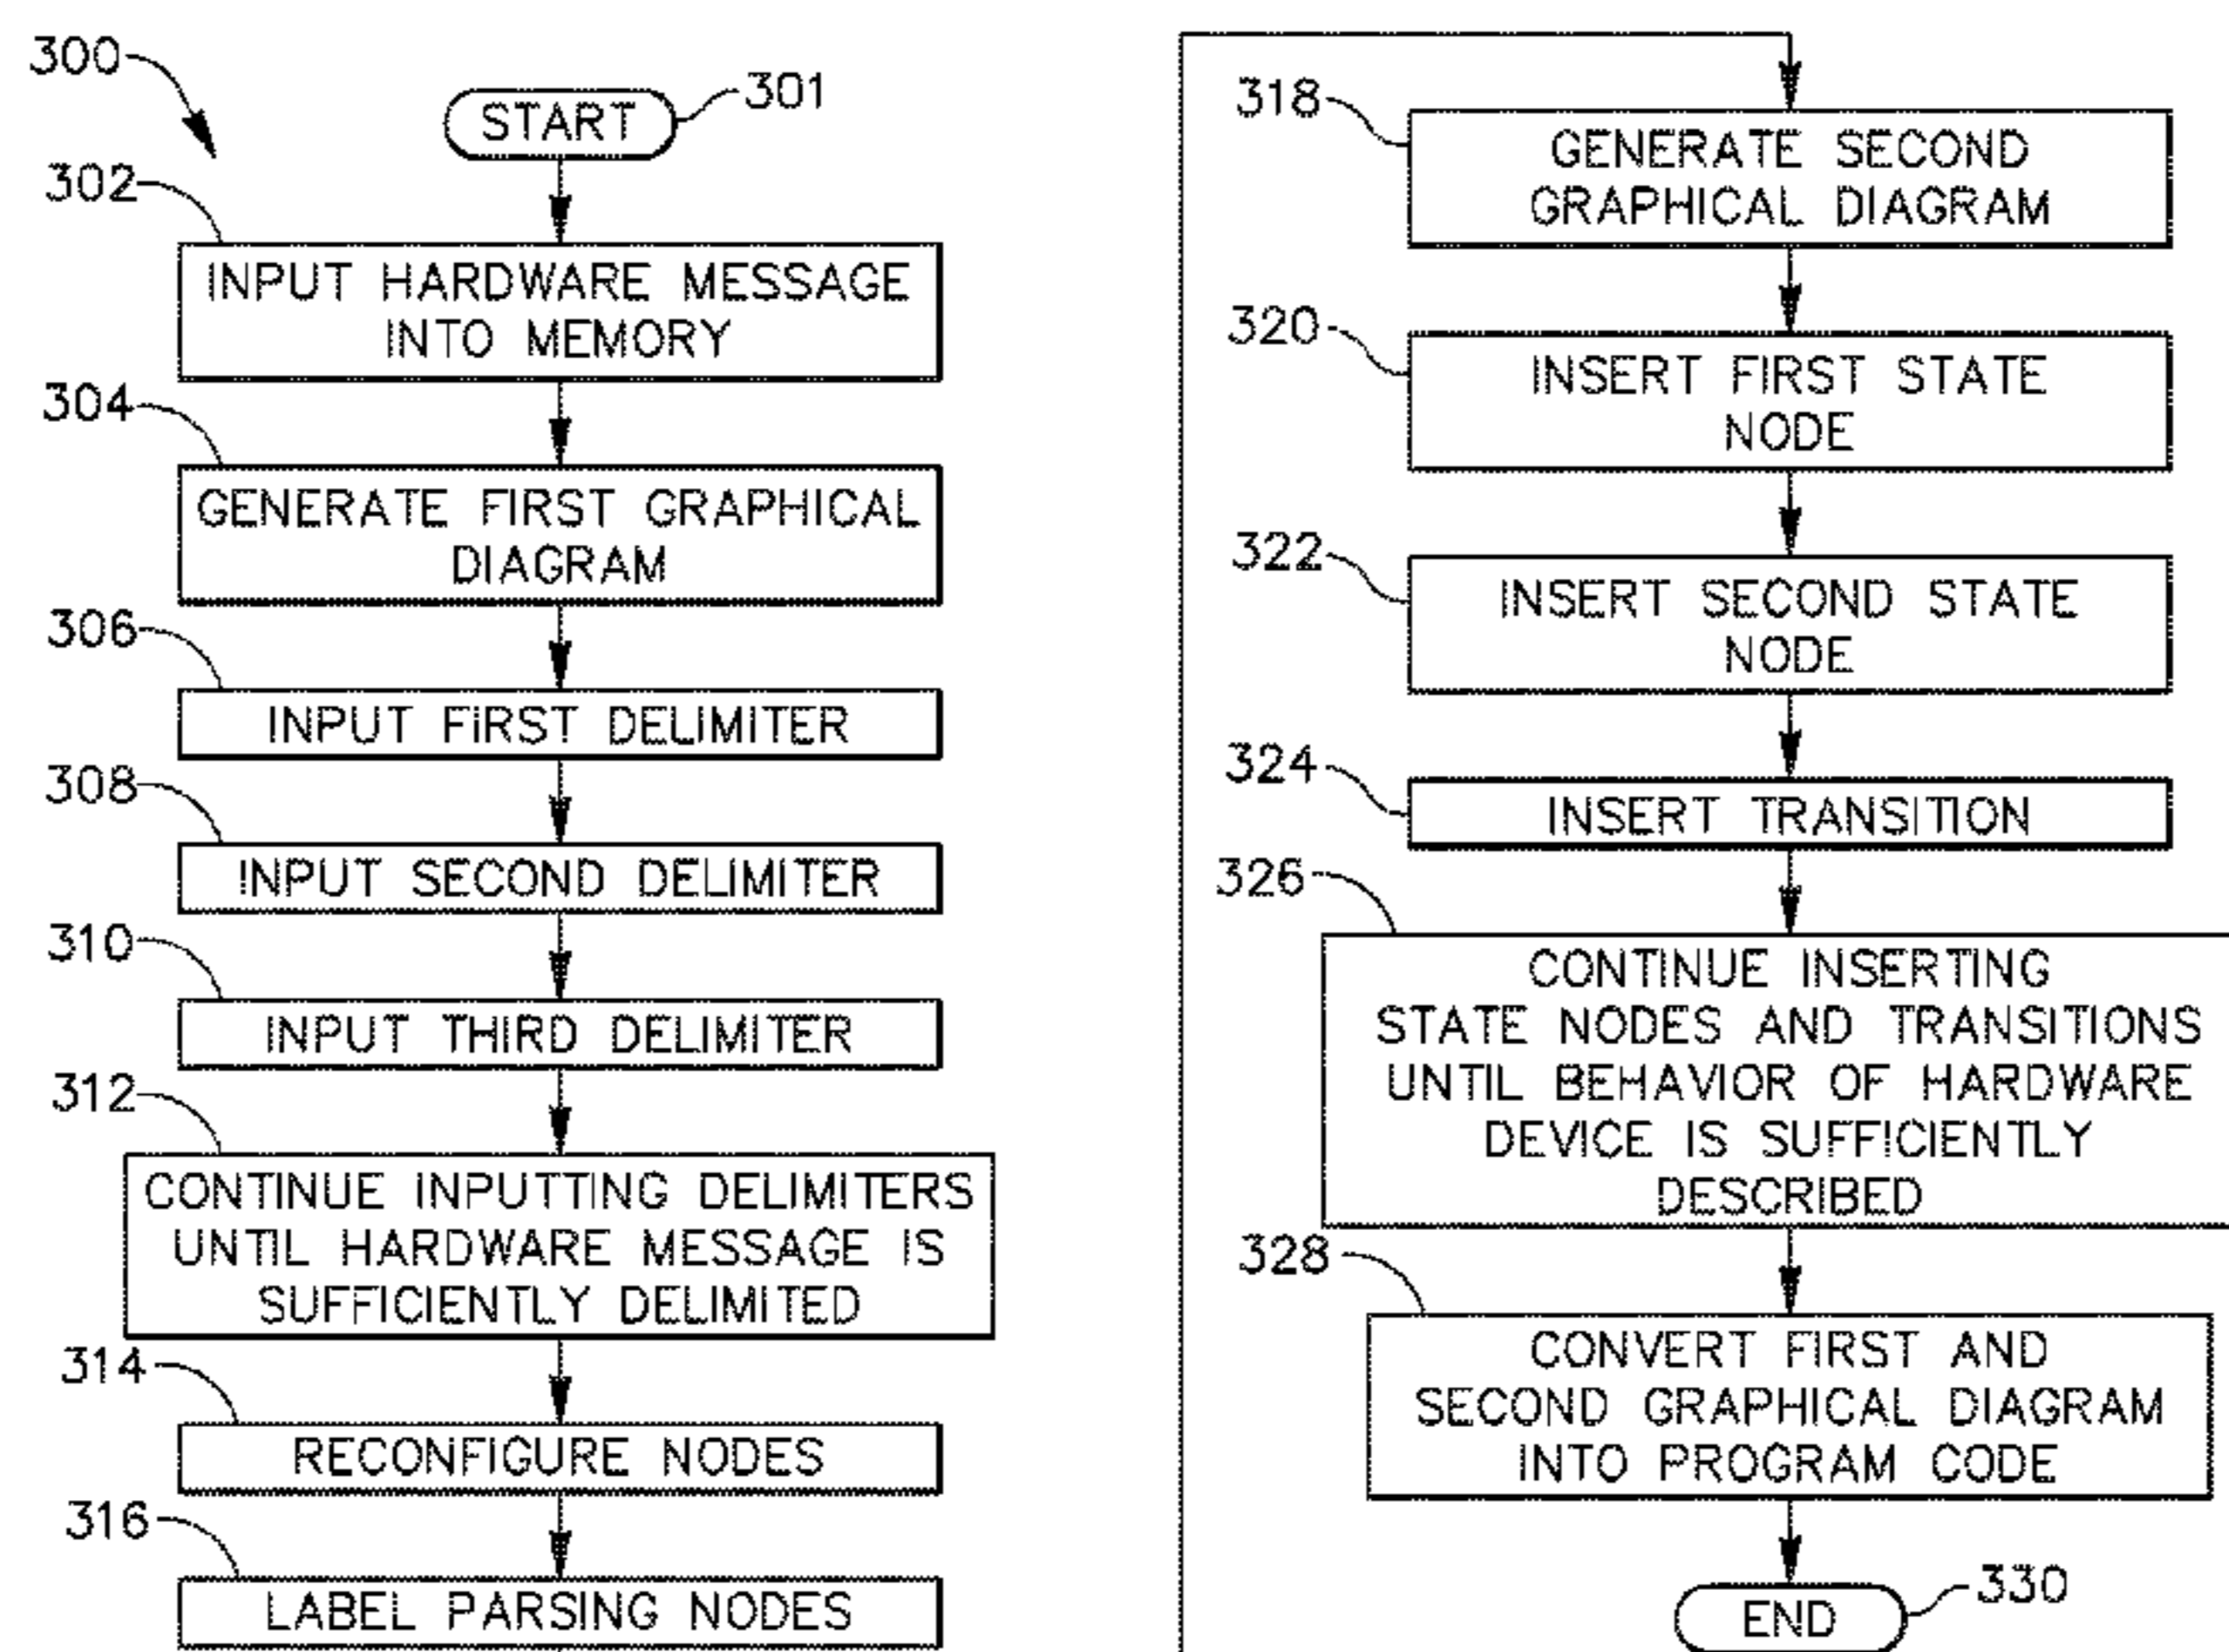 300
START
301
302
INPUT HARDWARE MESSAGE
INTO MEMORY
304
GENERATE FIRST GRAPHICAL
DIAGRAM
306
INPUT FIRST DELIMITER
308
INPUT SECOND DELIMITER
310
INPUT THIRD DELIMITER
312
CONTINUE INPUTTING DELIMITERS
UNTIL HARDWARE MESSAGE IS
SUFFICIENTLY DELIMITED
314
RECONFIGURE NODES
316
LABEL PARSING NODES
318
GENERATE SECOND
GRAPHICAL DIAGRAM
320
INSERT FIRST STATE
NODE
322
INSERT SECOND STATE
NODE
324
INSERT TRANSITION
326
CONTINUE INSERTING
STATE NODES AND TRANSITIONS
UNTIL BEHAVIOR OF HARDWARE
DEVICE IS SUFFICIENTLY
DESCRIBED
328
CONVERT FIRST AND
SECOND GRAPHICAL DIAGRAM
INTO PROGRAM CODE
END
330